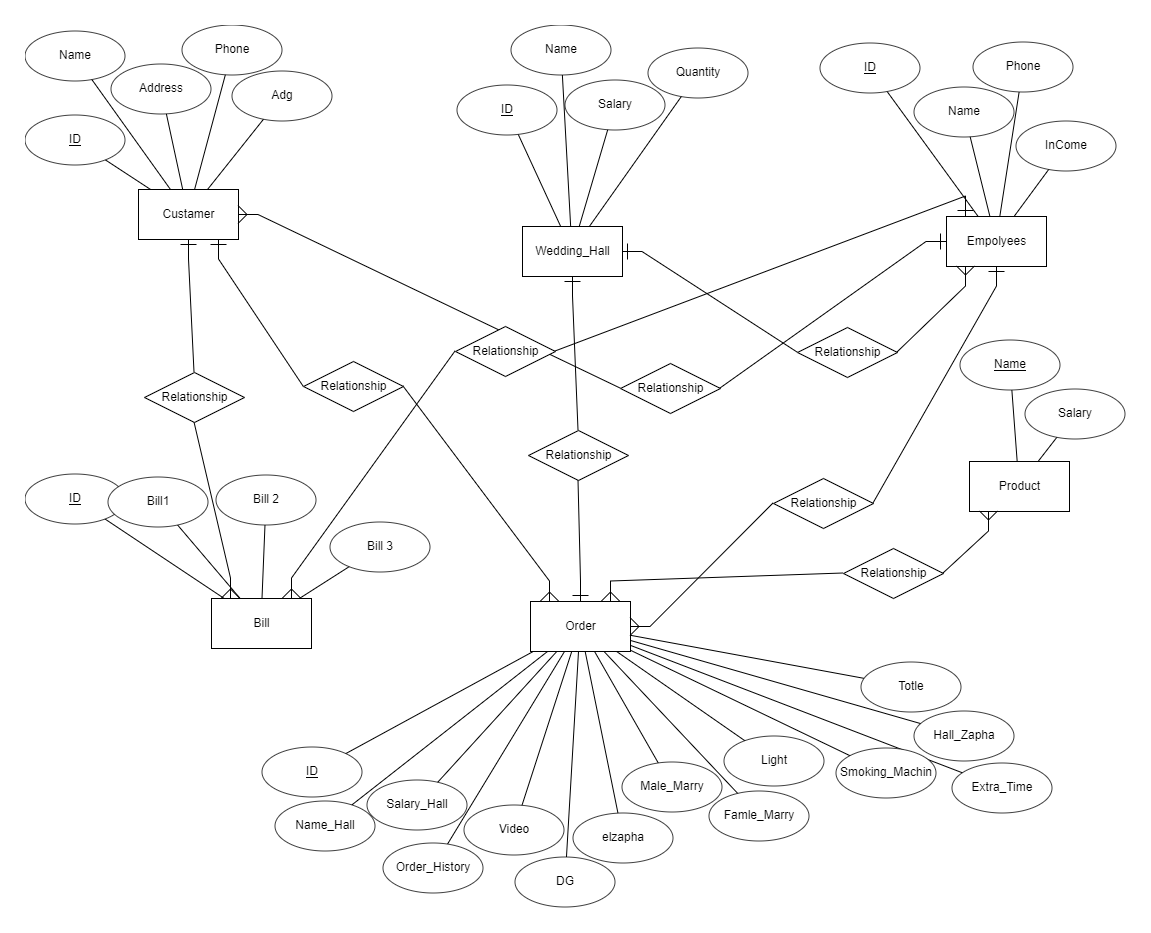 Name
Phone
Address
Adg
ID
Custamer
Name
Quantity
ID
Salary
Wedding_Hall
ID
Phone
Name
InCome
Empolyees
Relationship
Relationship
Relationship
Relationship
Relationship
Relationship
Name
Salary
Product
Relationship
Relationship
Relationship
ID
Bill1
Bill 2
Bill 3
Bill
Order
Totle
Hall_Zapha
Light
ID
Smoking_Machin
Extra_Time
Male_Marry
Salary_Hall
Famle_Marry
Name_Hall
Video
elzapha
Order_History
DG